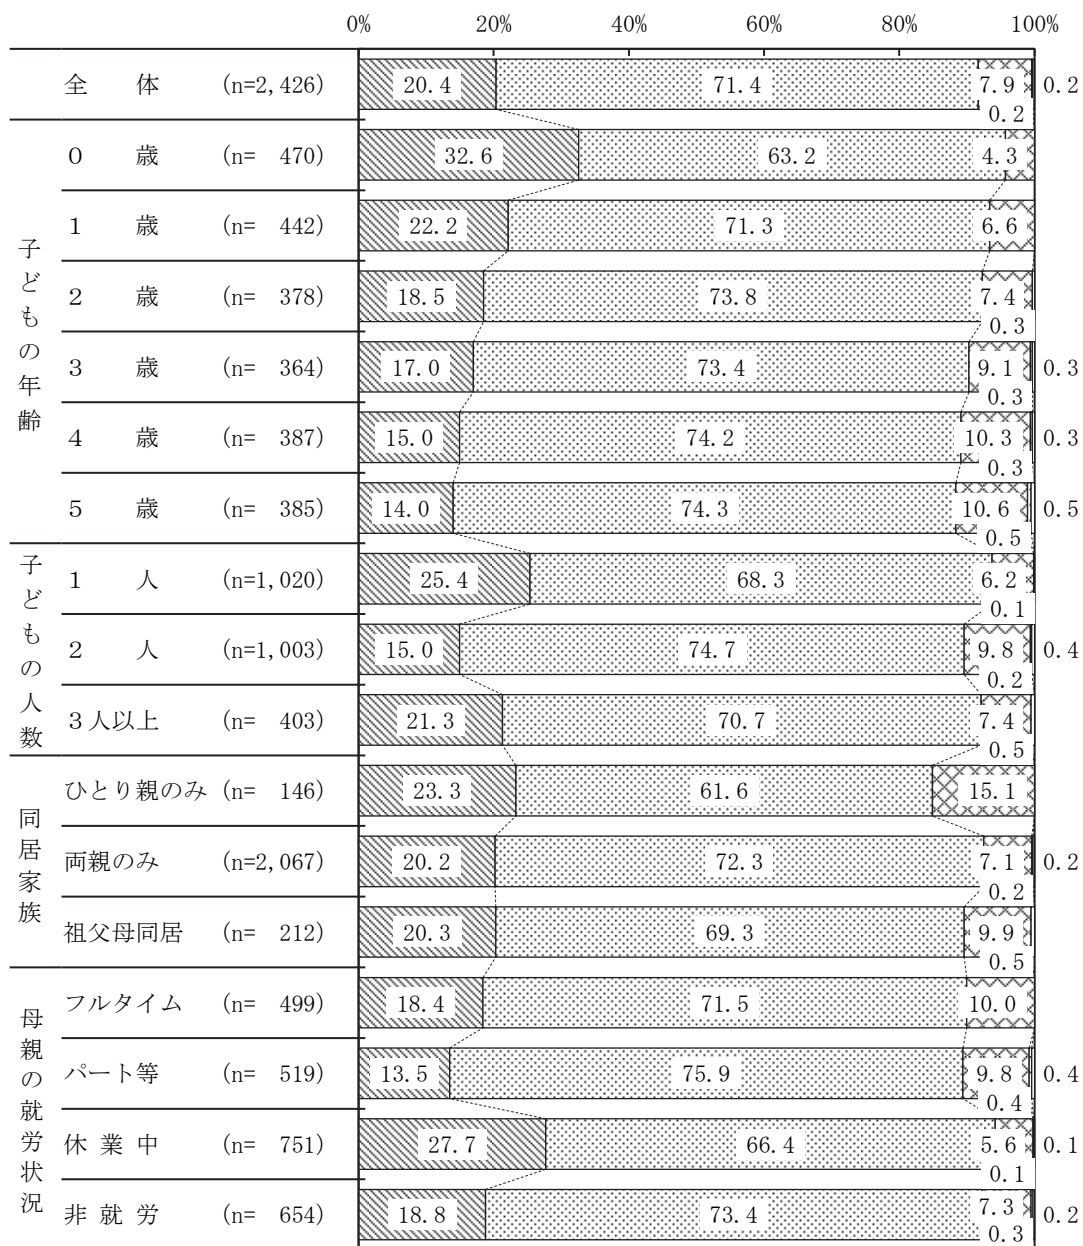 0% 20% 40% 60% 80% 100%
全 体 (n=2,426) 20.4 71.4 7.9 0.2 0.2
子どもの年齢
0 歳 (n= 470) 32.6 63.2 4.3
1 歳 (n= 442) 22.2 71.3 6.6
2 歳 (n= 378) 18.5 73.8 7.4 0.3
3 歳 (n= 364) 17.0 73.4 9.1 0.3 0.3
4 歳 (n= 387) 15.0 74.2 10.3 0.3 0.3
5 歳 (n= 385) 14.0 74.3 10.6 0.5 0.5
子どもの人数
1 人 (n=1,020) 25.4 68.3 6.2 0.1
2 人 (n=1,003) 15.0 74.7 9.8 0.2 0.4
3人以上 (n= 403) 21.3 70.7 7.4 0.5
同居家族
ひとり親のみ (n= 146) 23.3 61.6 15.1
両親のみ (n=2,067) 20.2 72.3 7.1 0.2 0.2
祖父母同居 (n= 212) 20.3 69.3 9.9 0.5
母親の就労状況
フルタイム (n= 499) 18.4 71.5 10.0
パート等 (n= 519) 13.5 75.9 9.8 0.4 0.4
休業中 (n= 751) 27.7 66.4 5.6 0.1 0.1
非就労 (n= 654) 18.8 73.4 7.3 0.3 0.2